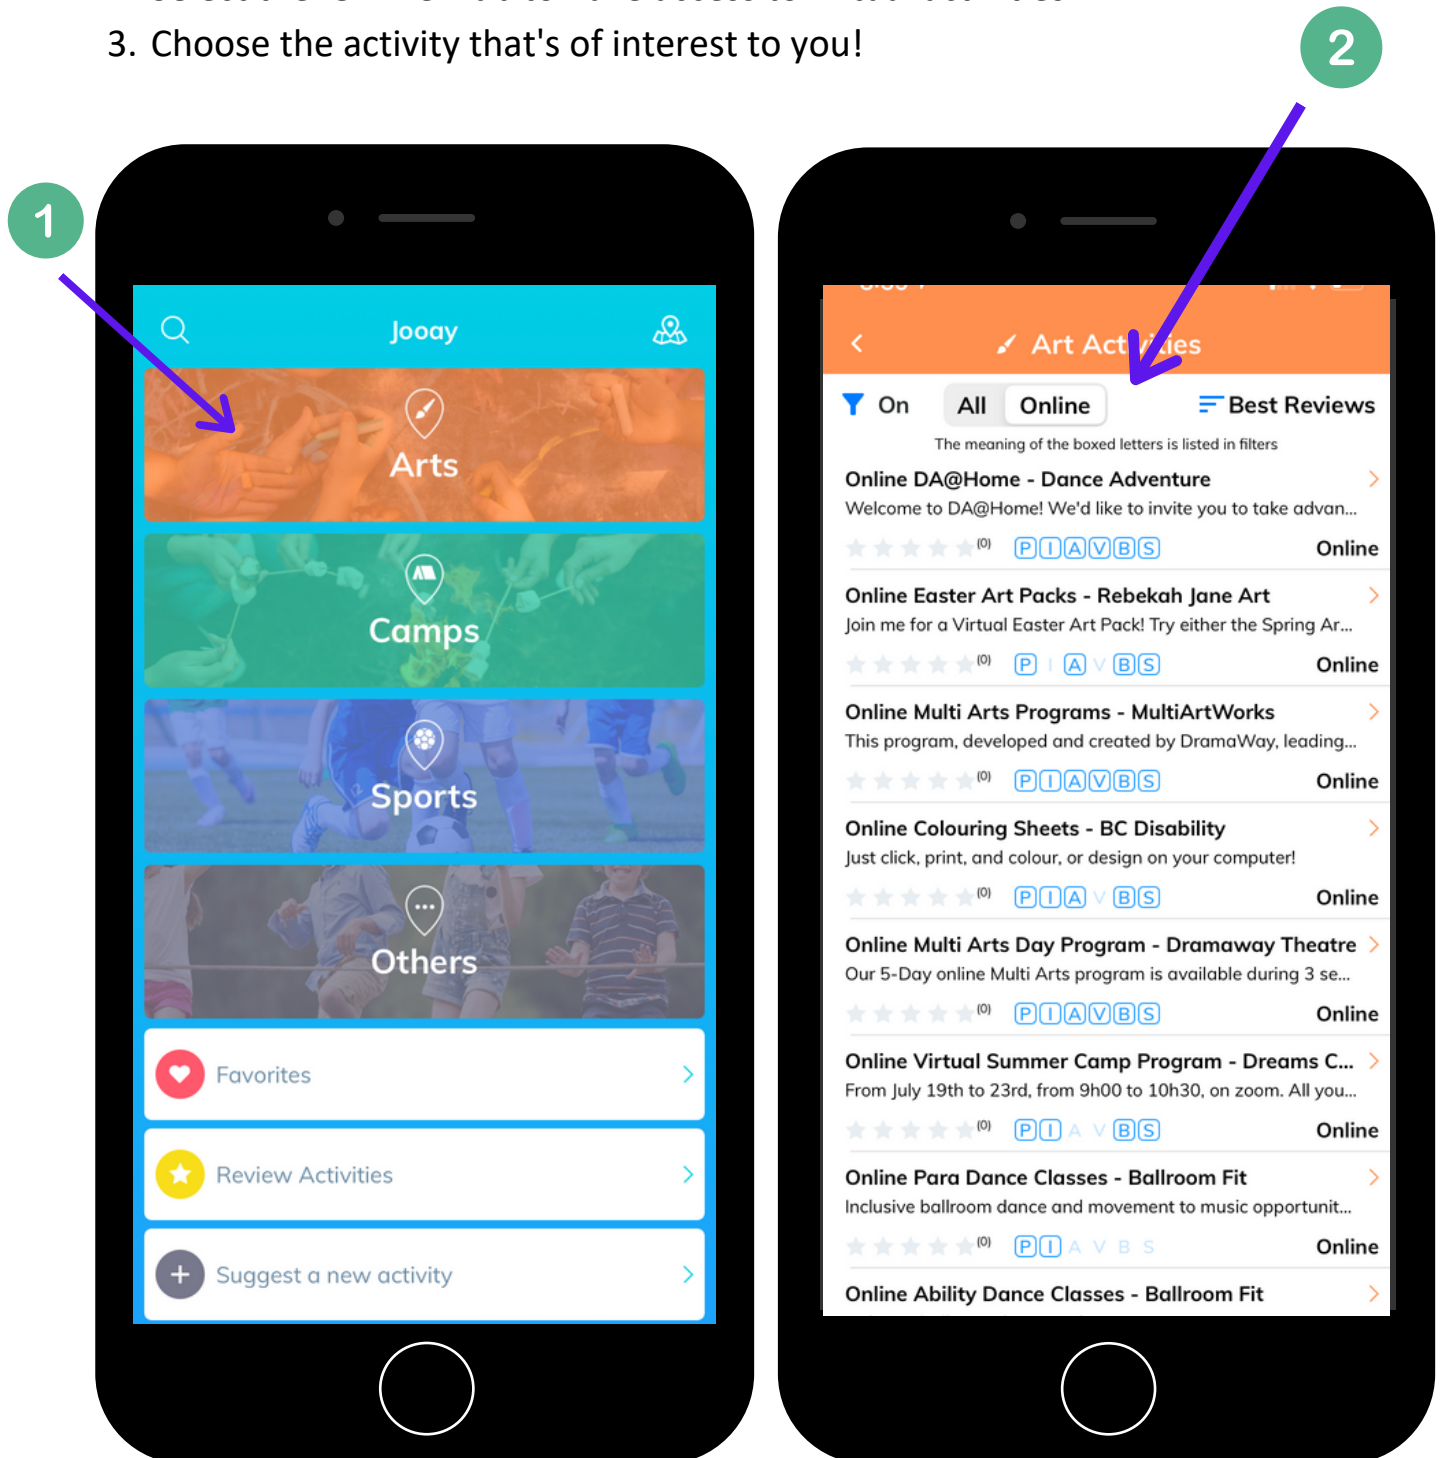 3. Choose the activity that's of interest to you!
2
1
Jooay
Arts
Camps
Sports
Others
Favorites
Review Activities
Suggest a new activity
Art Activities
On All Online Best Reviews
The meaning of the boxed letters is listed in filters
Online DA@Home - Dance Adventure
Welcome to DA@Home! We'd like to invite you to take advan...
(0) P I A V B S Online
Online Easter Art Packs - Rebekah Jane Art
Join me for a Virtual Easter Art Pack! Try either the Spring Ar...
(0) P I A V B S Online
Online Multi Arts Programs - MultiArtWorks
This program, developed and created by DramaWay, leading...
(0) P I A V B S Online
Online Colouring Sheets - BC Disability
Just click, print, and colour, or design on your computer!
(0) P I A V B S Online
Online Multi Arts Day Program - Dramaway Theatre
Our 5-Day online Multi Arts program is available during 3 se...
(0) P I A V B S Online
Online Virtual Summer Camp Program - Dreams C...
From July 19th to 23rd, from 9h00 to 10h30, on zoom. All you...
(0) P I A V B S Online
Online Para Dance Classes - Ballroom Fit
Inclusive ballroom dance and movement to music opportunit...
(0) P I A V B S Online
Online Ability Dance Classes - Ballroom Fit